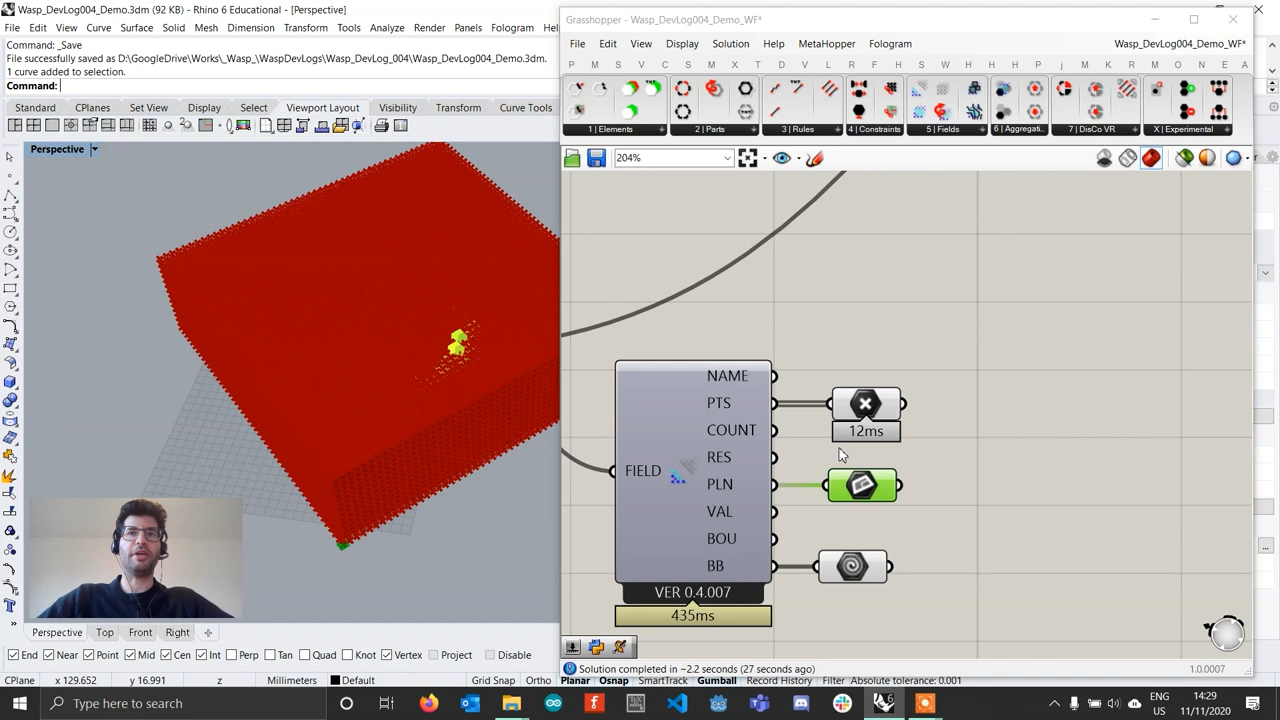 Wasp_DevLog004_Demo.3dm (92 KB) - Rhino 6 Educational - [Perspective]
File Edit View Curve Surface Solid Mesh Dimension Transform Tools Analyze Render Panels Fologram Hel
Command: _Save
File successfully saved as D:\GoogleDrive\Works\_Wasp_\WaspDevLogs\Wasp_DevLog_004\Wasp_DevLog004_Demo.3dm.
1 curve added to selection.
Command:
Standard CPlanes Set View Display Select Viewport Layout Visibility Transform Curve Tools
Perspective
Grasshopper - Wasp_DevLog004_Demo_WF*
File Edit View Display Solution Help MetaHopper Fologram Wasp_DevLog004_Demo_WF*
1 | Elements 2 | Parts 3 | Rules 4 | Constraints 5 | Fields 6 | Aggregati.. 7 | DisCo VR X | Experimental
204%
NAME
PTS
COUNT
RES
FIELD
PLN
VAL
BOU
BB
VER 0.4.007
435ms
12ms
Solution completed in ~2.2 seconds (27 seconds ago)
1.0.0007
Perspective Top Front Right
End Near Point Mid Cen Int Perp Tan Quad Knot Vertex Project Disable
CPlane x 129.652 y 16.991 z Millimeters Default Grid Snap Ortho Planar Osnap SmartTrack Gumball Record History Filter Absolute tolerance: 0.001
Type here to search
ENG
US
14:29
11/11/2020